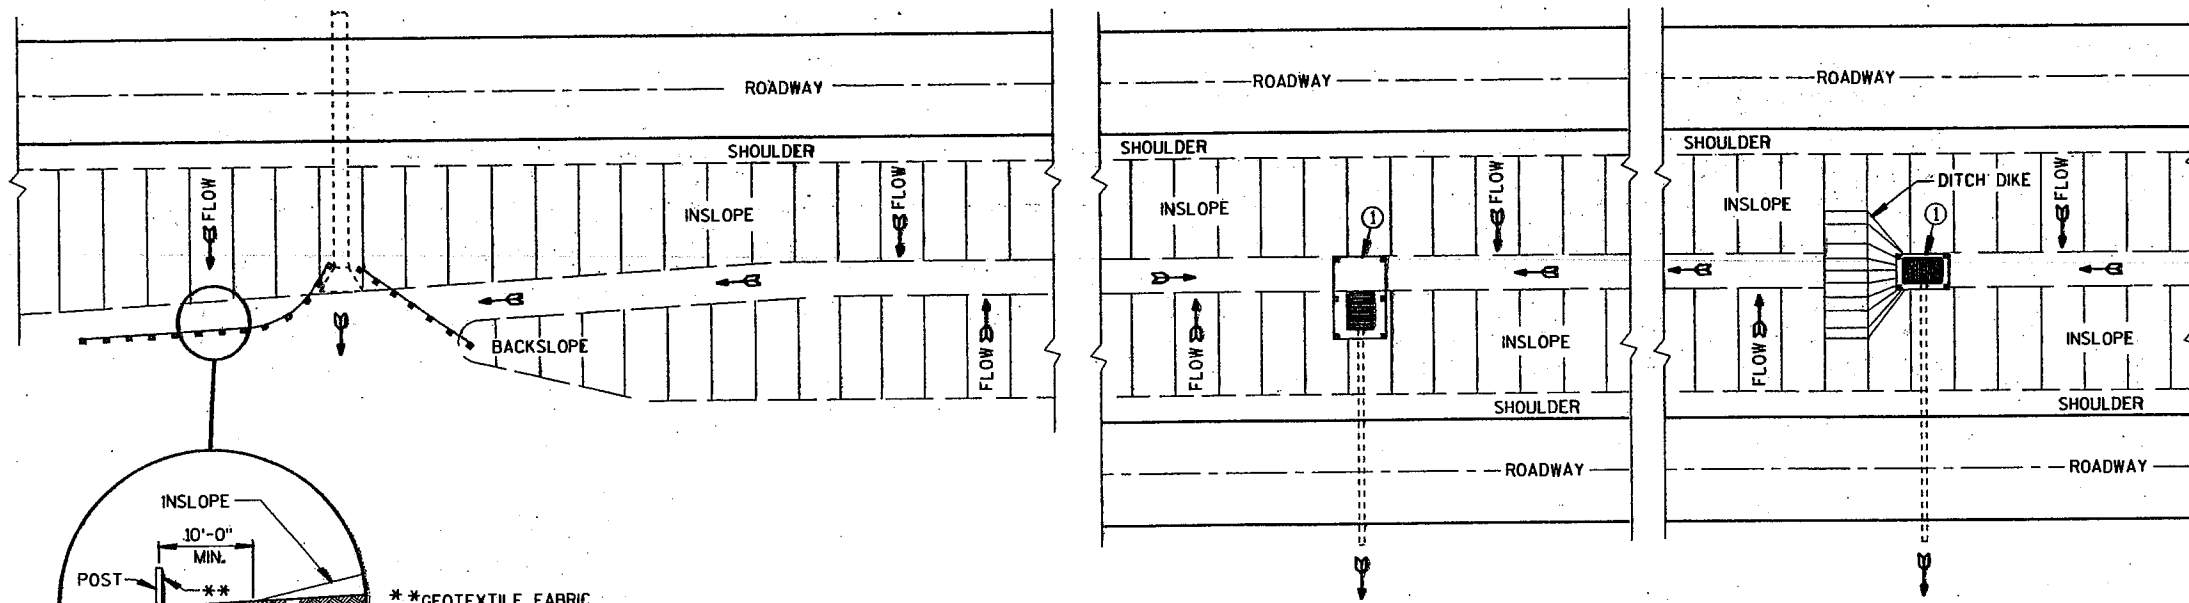 ROADWAY
SHOULDER
FLOW
INSLOPE
FLOW
BACKSLOPE
FLOW
INSLOPE
10'-0"
MIN.
POST
**
**GEOTEXTILE FABRIC
ROADWAY
SHOULDER
INSLOPE
1
FLOW
FLOW
INSLOPE
SHOULDER
ROADWAY
ROADWAY
SHOULDER
INSLOPE
DITCH DIKE
1
FLOW
FLOW
INSLOPE
SHOULDER
ROADWAY